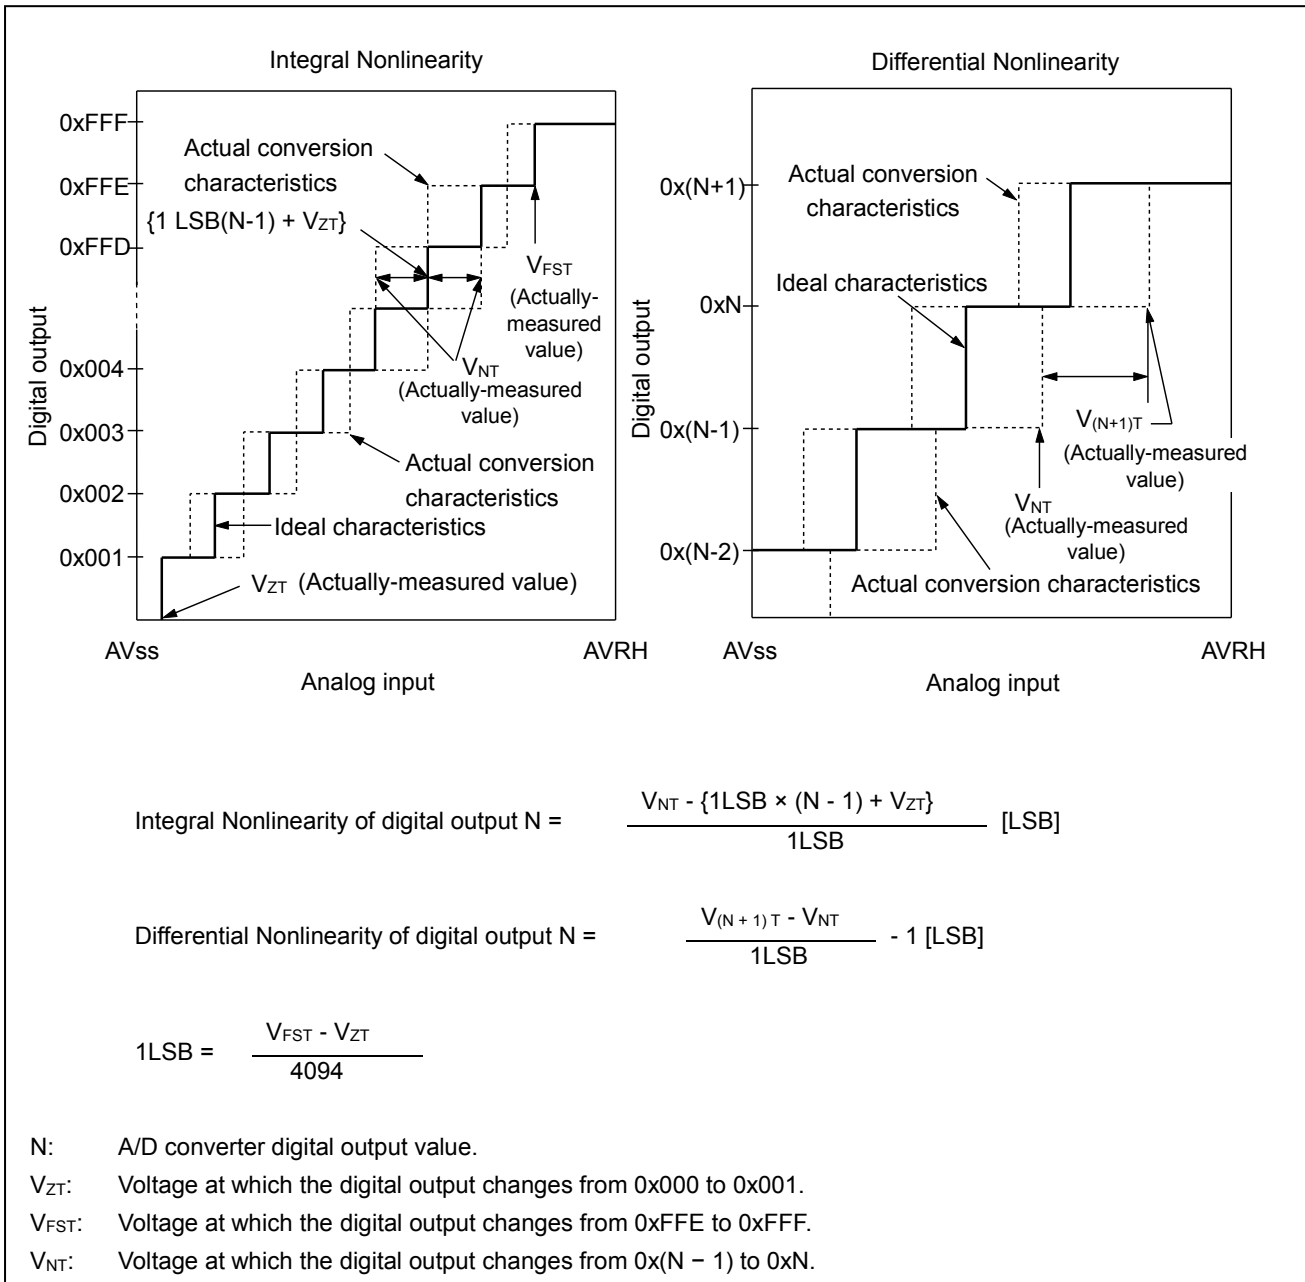 Integral Nonlinearity
0xFFF
0xFFE
0xFFD
0x004
0x003
0x002
0x001
Digital output
Actual conversion
characteristics
{1 LSB(N-1) + VZT}
VFST
(Actually-
measured
value)
VNT
(Actually-measured
value)
Actual conversion
characteristics
Ideal characteristics
VZT (Actually-measured value)
AVss
AVRH
Analog input
Differential Nonlinearity
0x(N+1)
0xN
0x(N-1)
0x(N-2)
Digital output
Actual conversion
characteristics
Ideal characteristics
V(N+1)T
(Actually-measured
value)
VNT
(Actually-measured
value)
Actual conversion characteristics
AVss
AVRH
Analog input
Integral Nonlinearity of digital output N =
VNT - {1LSB × (N - 1) + VZT}
1LSB
[LSB]
Differential Nonlinearity of digital output N =
V(N + 1) T - VNT
1LSB
- 1 [LSB]
1LSB =
VFST - VZT
4094
N: A/D converter digital output value.
VZT: Voltage at which the digital output changes from 0x000 to 0x001.
VFST: Voltage at which the digital output changes from 0xFFE to 0xFFF.
VNT: Voltage at which the digital output changes from 0x(N − 1) to 0xN.